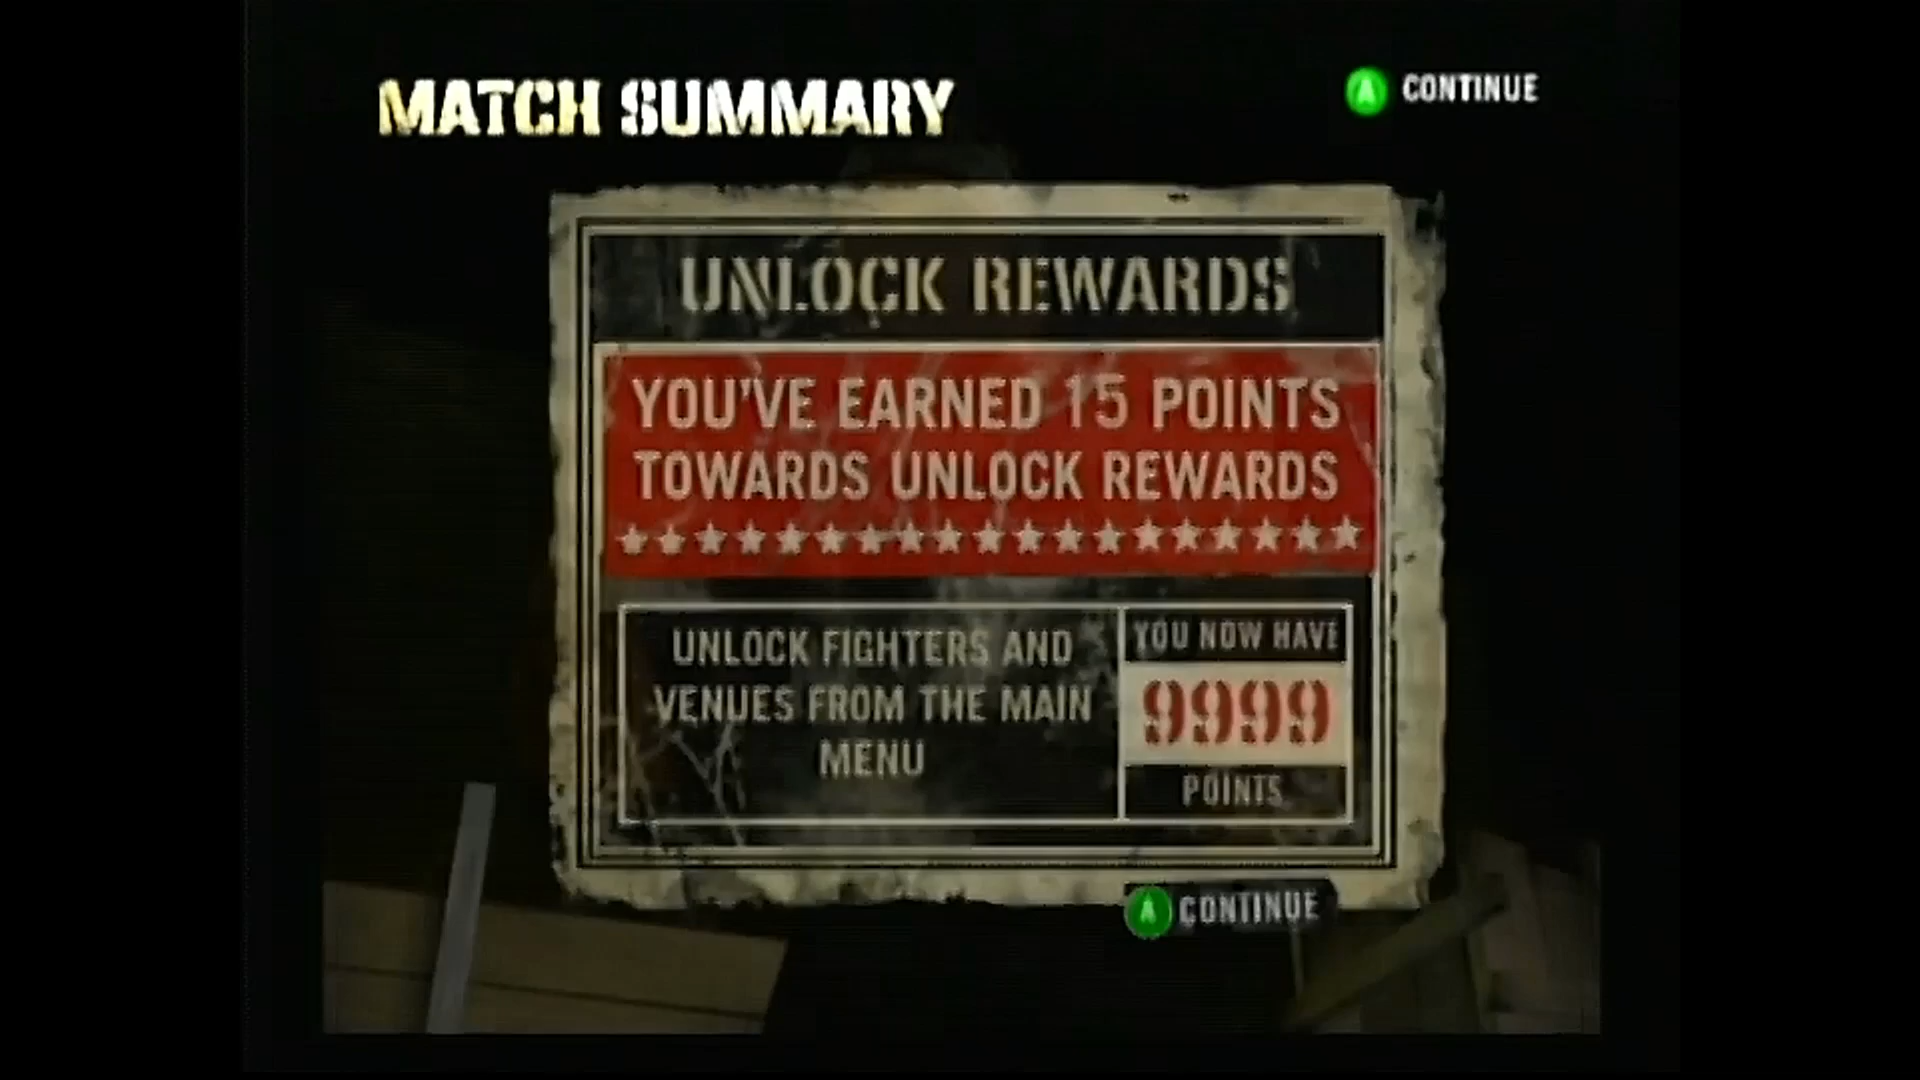 MATCH SUMMARY
A CONTINUE
UNLOCK REWARDS
YOU'VE EARNED 15 POINTS
TOWARDS UNLOCK REWARDS
UNLOCK FIGHTERS AND
VENUES FROM THE MAIN
MENU
YOU NOW HAVE
9999
POINTS
A CONTINUE